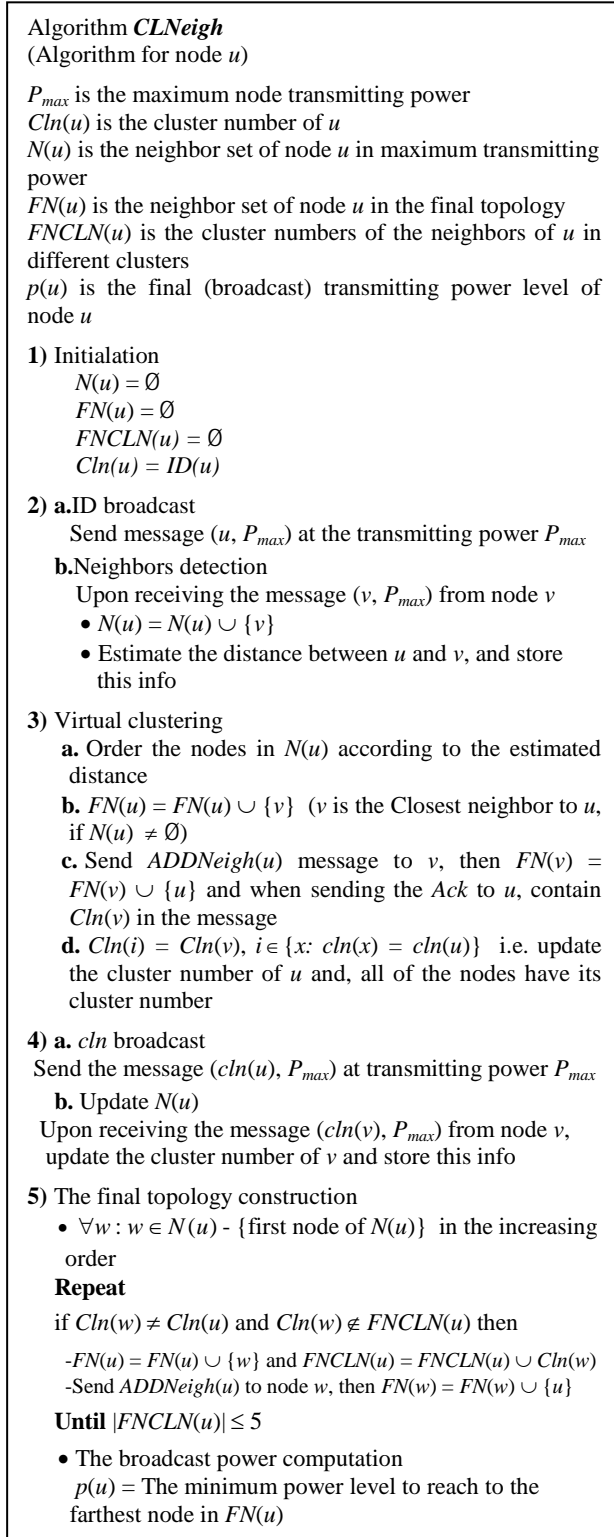 Algorithm CLNeigh
(Algorithm for node u)
P_max is the maximum node transmitting power
Cln(u) is the cluster number of u
N(u) is the neighbor set of node u in maximum transmitting
power
FN(u) is the neighbor set of node u in the final topology
FNCLN(u) is the cluster numbers of the neighbors of u in
different clusters
p(u) is the final (broadcast) transmitting power level of
node u
1) Initialation
N(u) = Ø
FN(u) = Ø
FNCLN(u) = Ø
Cln(u) = ID(u)
2) a.ID broadcast
Send message (u, P_max) at the transmitting power P_max
b.Neighbors detection
Upon receiving the message (v, P_max) from node v
• N(u) = N(u) ∪ {v}
• Estimate the distance between u and v, and store
this info
3) Virtual clustering
a. Order the nodes in N(u) according to the estimated
distance
b. FN(u) = FN(u) ∪ {v} (v is the Closest neighbor to u,
if N(u) ≠ Ø)
c. Send ADDNeigh(u) message to v, then FN(v) =
FN(v) ∪ {u} and when sending the Ack to u, contain
Cln(v) in the message
d. Cln(i) = Cln(v), i ∈ {x: cln(x) = cln(u)} i.e. update
the cluster number of u and, all of the nodes have its
cluster number
4) a. cln broadcast
Send the message (cln(u), P_max) at transmitting power P_max
b. Update N(u)
Upon receiving the message (cln(v), P_max) from node v,
update the cluster number of v and store this info
5) The final topology construction
• ∀w : w ∈ N(u) - {first node of N(u)} in the increasing
order
Repeat
if Cln(w) ≠ Cln(u) and Cln(w) ∉ FNCLN(u) then
-FN(u) = FN(u) ∪ {w} and FNCLN(u) = FNCLN(u) ∪ Cln(w)
-Send ADDNeigh(u) to node w, then FN(w) = FN(w) ∪ {u}
Until |FNCLN(u)| ≤ 5
• The broadcast power computation
p(u) = The minimum power level to reach to the
farthest node in FN(u)